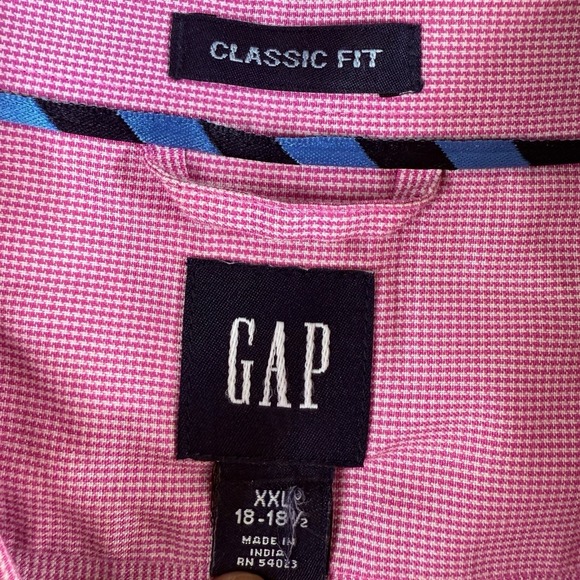 CLASSIC FIT
GAP
XXL
18-18½
MADE IN
INDIA
RN 54023